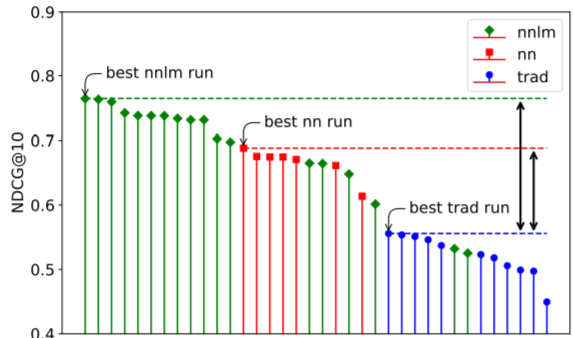 0.9
nnlm
nn
trad
0.8
best nnlm run
0.7
best nn run
NDCG@10
0.6
best trad run
0.5
0.4